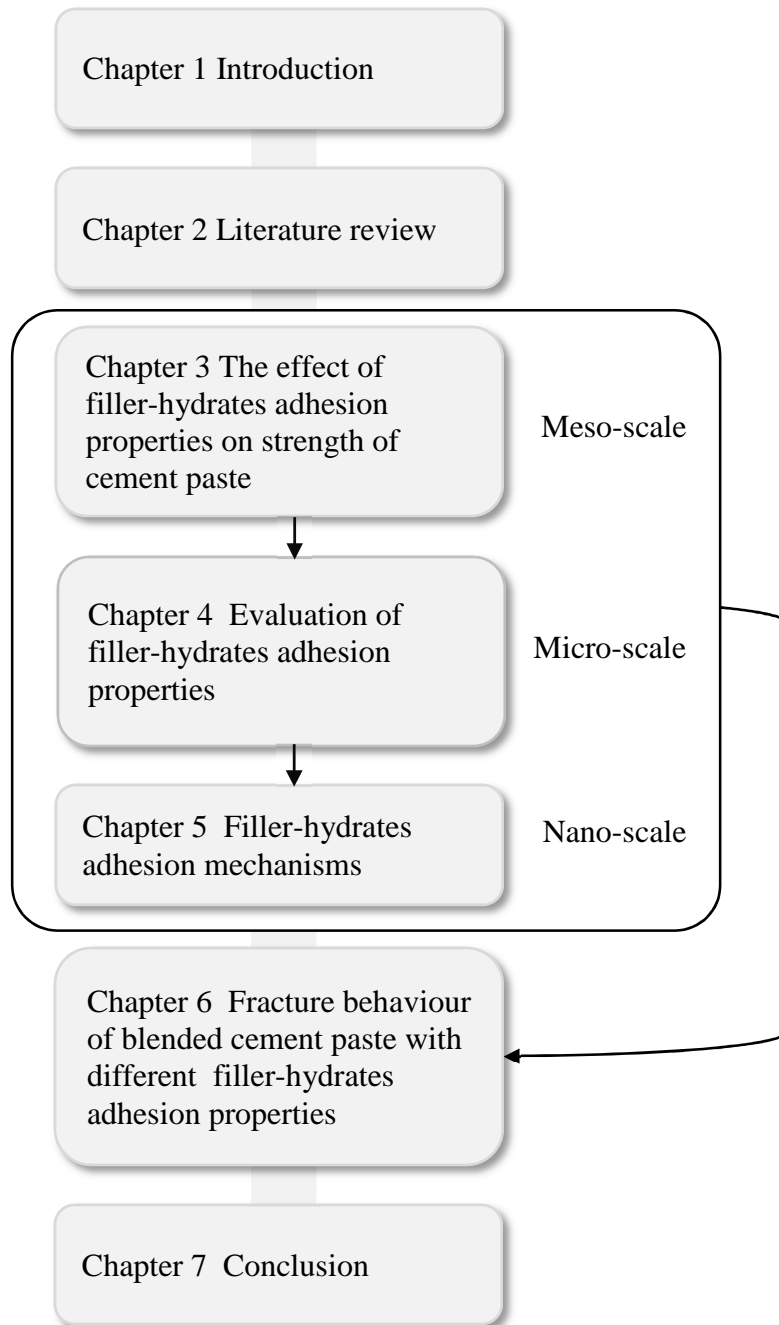 Chapter 1 Introduction
Chapter 2 Literature review
Chapter 3 The effect of
filler-hydrates adhesion
properties on strength of
cement paste
Meso-scale
Chapter 4 Evaluation of
filler-hydrates adhesion
properties
Micro-scale
Chapter 5 Filler-hydrates
adhesion mechanisms
Nano-scale
Chapter 6 Fracture behaviour
of blended cement paste with
different filler-hydrates
adhesion properties
Chapter 7 Conclusion